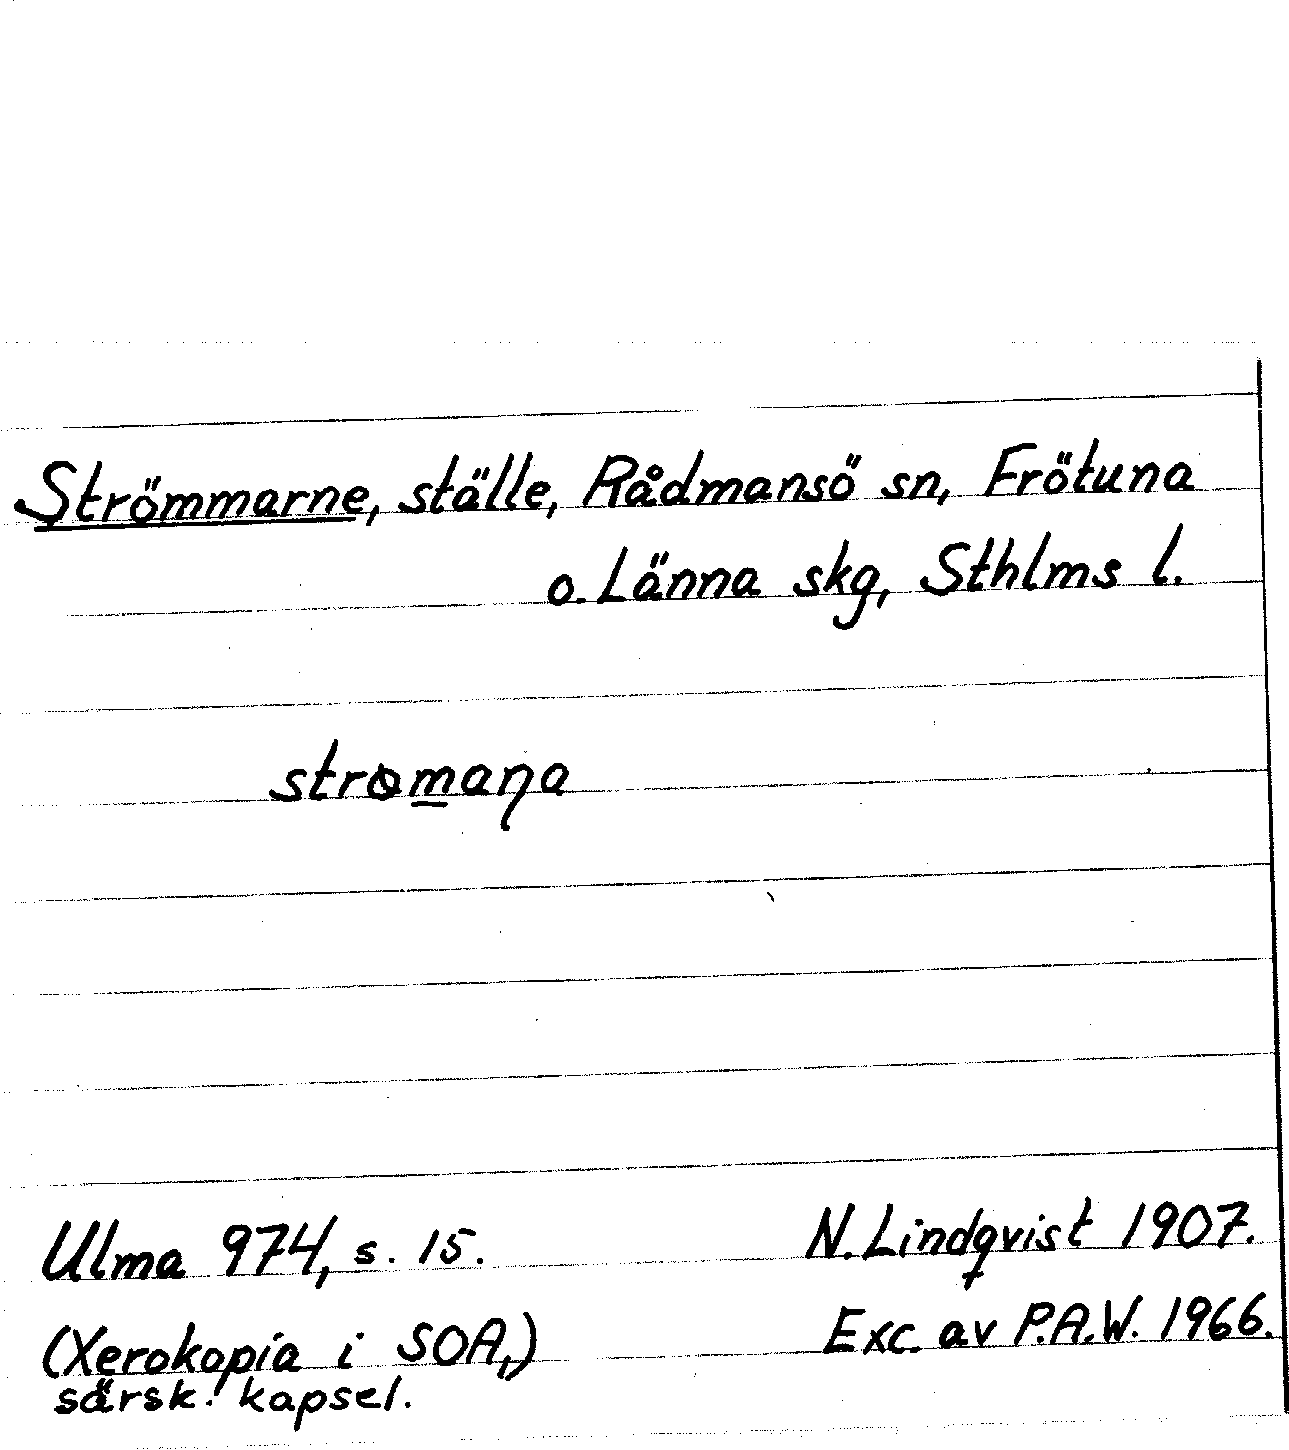 Strömmarne, ställe, Rådmansö sn, Frötuna
o. Länna skg, Sthlms l.
stromaƞa
Ulma 974, s. 15.
N. Lindqvist 1907.
(Xerokopia i SOA,)
Exc. av P.A.W. 1966.
särsk. kapsel.